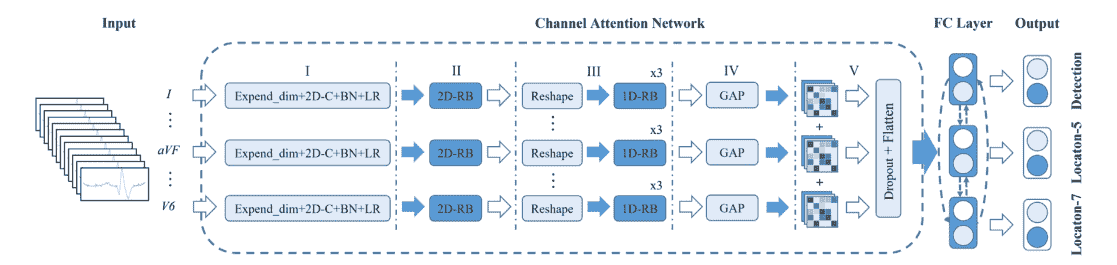 Input
Channel Attention Network
FC Layer
Output
I
II
III
IV
V
I
Expend_dim+2D-C+BN+LR
2D-RB
Reshape
x3
1D-RB
GAP
⋮
⋮
⋮
+
aVF
Expend_dim+2D-C+BN+LR
2D-RB
Reshape
x3
1D-RB
GAP
⋮
⋮
⋮
+
V6
Expend_dim+2D-C+BN+LR
2D-RB
Reshape
x3
1D-RB
GAP
Dropout + Flatten
Detection
Locaton-5
Locaton-7